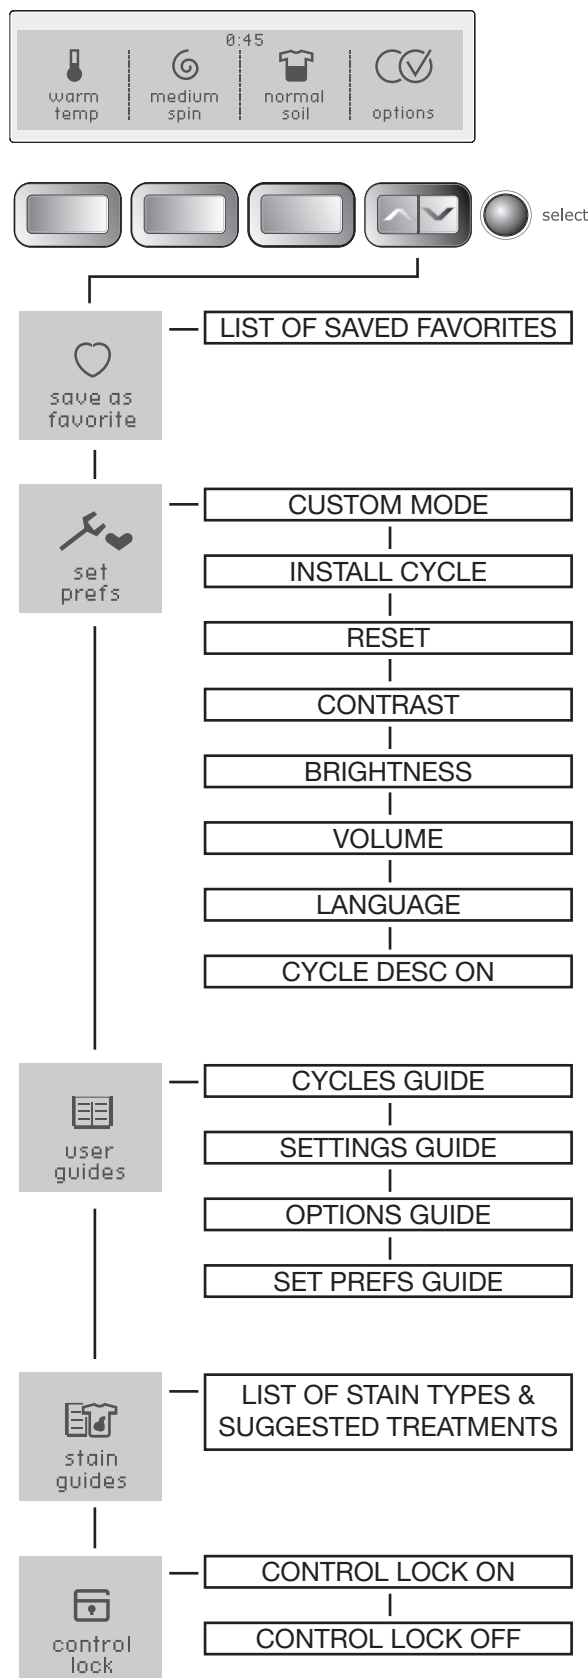 0:45
warm
temp
medium
spin
normal
soil
options
select
save as
favorite
LIST OF SAVED FAVORITES
set
prefs
CUSTOM MODE
INSTALL CYCLE
RESET
CONTRAST
BRIGHTNESS
VOLUME
LANGUAGE
CYCLE DESC ON
user
guides
CYCLES GUIDE
SETTINGS GUIDE
OPTIONS GUIDE
SET PREFS GUIDE
stain
guides
LIST OF STAIN TYPES &
SUGGESTED TREATMENTS
control
lock
CONTROL LOCK ON
CONTROL LOCK OFF